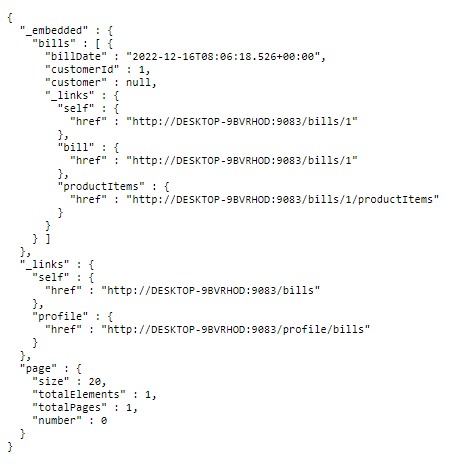 {
  "_embedded" : {
    "bills" : [ {
      "billDate" : "2022-12-16T08:06:18.526+00:00",
      "customerId" : 1,
      "customer" : null,
      "_links" : {
        "self" : {
          "href" : "http://DESKTOP-9BVRHOD:9083/bills/1"
        },
        "bill" : {
          "href" : "http://DESKTOP-9BVRHOD:9083/bills/1"
        },
        "productItems" : {
          "href" : "http://DESKTOP-9BVRHOD:9083/bills/1/productItems"
        }
      }
    } ]
  },
  "_links" : {
    "self" : {
      "href" : "http://DESKTOP-9BVRHOD:9083/bills"
    },
    "profile" : {
      "href" : "http://DESKTOP-9BVRHOD:9083/profile/bills"
    }
  },
  "page" : {
    "size" : 20,
    "totalElements" : 1,
    "totalPages" : 1,
    "number" : 0
  }
}